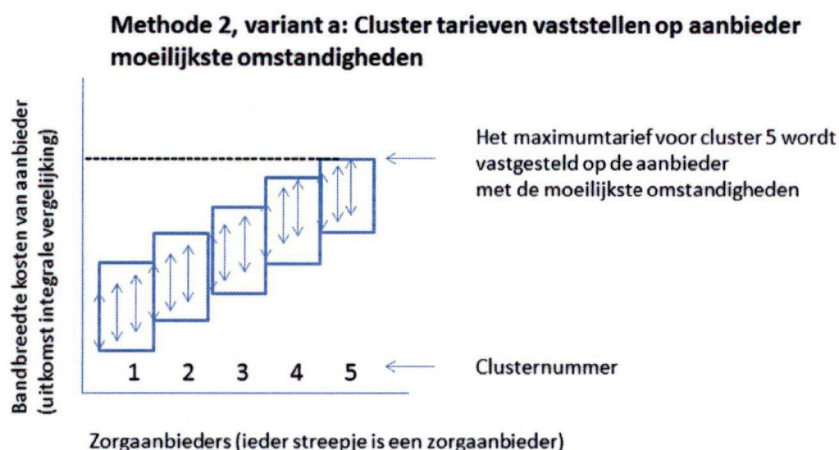 Methode 2, variant a: Cluster tarieven vaststellen op aanbieder
moeilijkste omstandigheden
Bandbreedte kosten van aanbieder
(uitkomst integrale vergelijking)
Het maximumtarief voor cluster 5 wordt
vastgesteld op de aanbieder
met de moeilijkste omstandigheden
1 2 3 4 5
Clusternummer
Zorgaanbieders (ieder streepje is een zorgaanbieder)